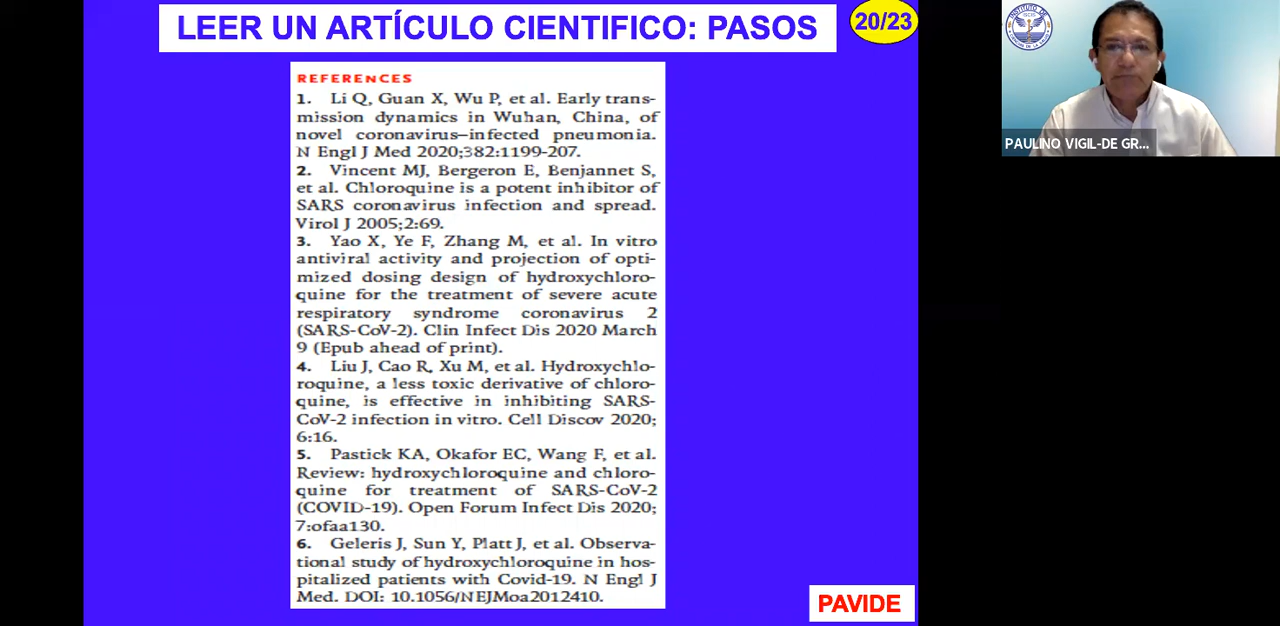 LEER UN ARTÍCULO CIENTIFICO: PASOS
20/23
REFERENCES
1. Li Q, Guan X, Wu P, et al. Early trans-
mission dynamics in Wuhan, China, of
novel coronavirus–infected pneumonia.
N Engl J Med 2020;382:1199-207.
2. Vincent MJ, Bergeron E, Benjannet S,
et al. Chloroquine is a potent inhibitor of
SARS coronavirus infection and spread.
Virol J 2005;2:69.
3. Yao X, Ye F, Zhang M, et al. In vitro
antiviral activity and projection of opti-
mized dosing design of hydroxychloro-
quine for the treatment of severe acute
respiratory syndrome coronavirus 2
(SARS-CoV-2). Clin Infect Dis 2020 March
9 (Epub ahead of print).
4. Liu J, Cao R, Xu M, et al. Hydroxychlo-
roquine, a less toxic derivative of chloro-
quine, is effective in inhibiting SARS-
CoV-2 infection in vitro. Cell Discov 2020;
6:16.
5. Pastick KA, Okafor EC, Wang F, et al.
Review: hydroxychloroquine and chloro-
quine for treatment of SARS-CoV-2
(COVID-19). Open Forum Infect Dis 2020;
7:ofaa130.
6. Geleris J, Sun Y, Platt J, et al. Observa-
tional study of hydroxychloroquine in hos-
pitalized patients with Covid-19. N Engl J
Med. DOI: 10.1056/NEJMoa2012410.
PAVIDE
INSTITUTO DE
ISCIS
CIENCIAS DE LA SALUD
PAULINO VIGIL-DE GR...